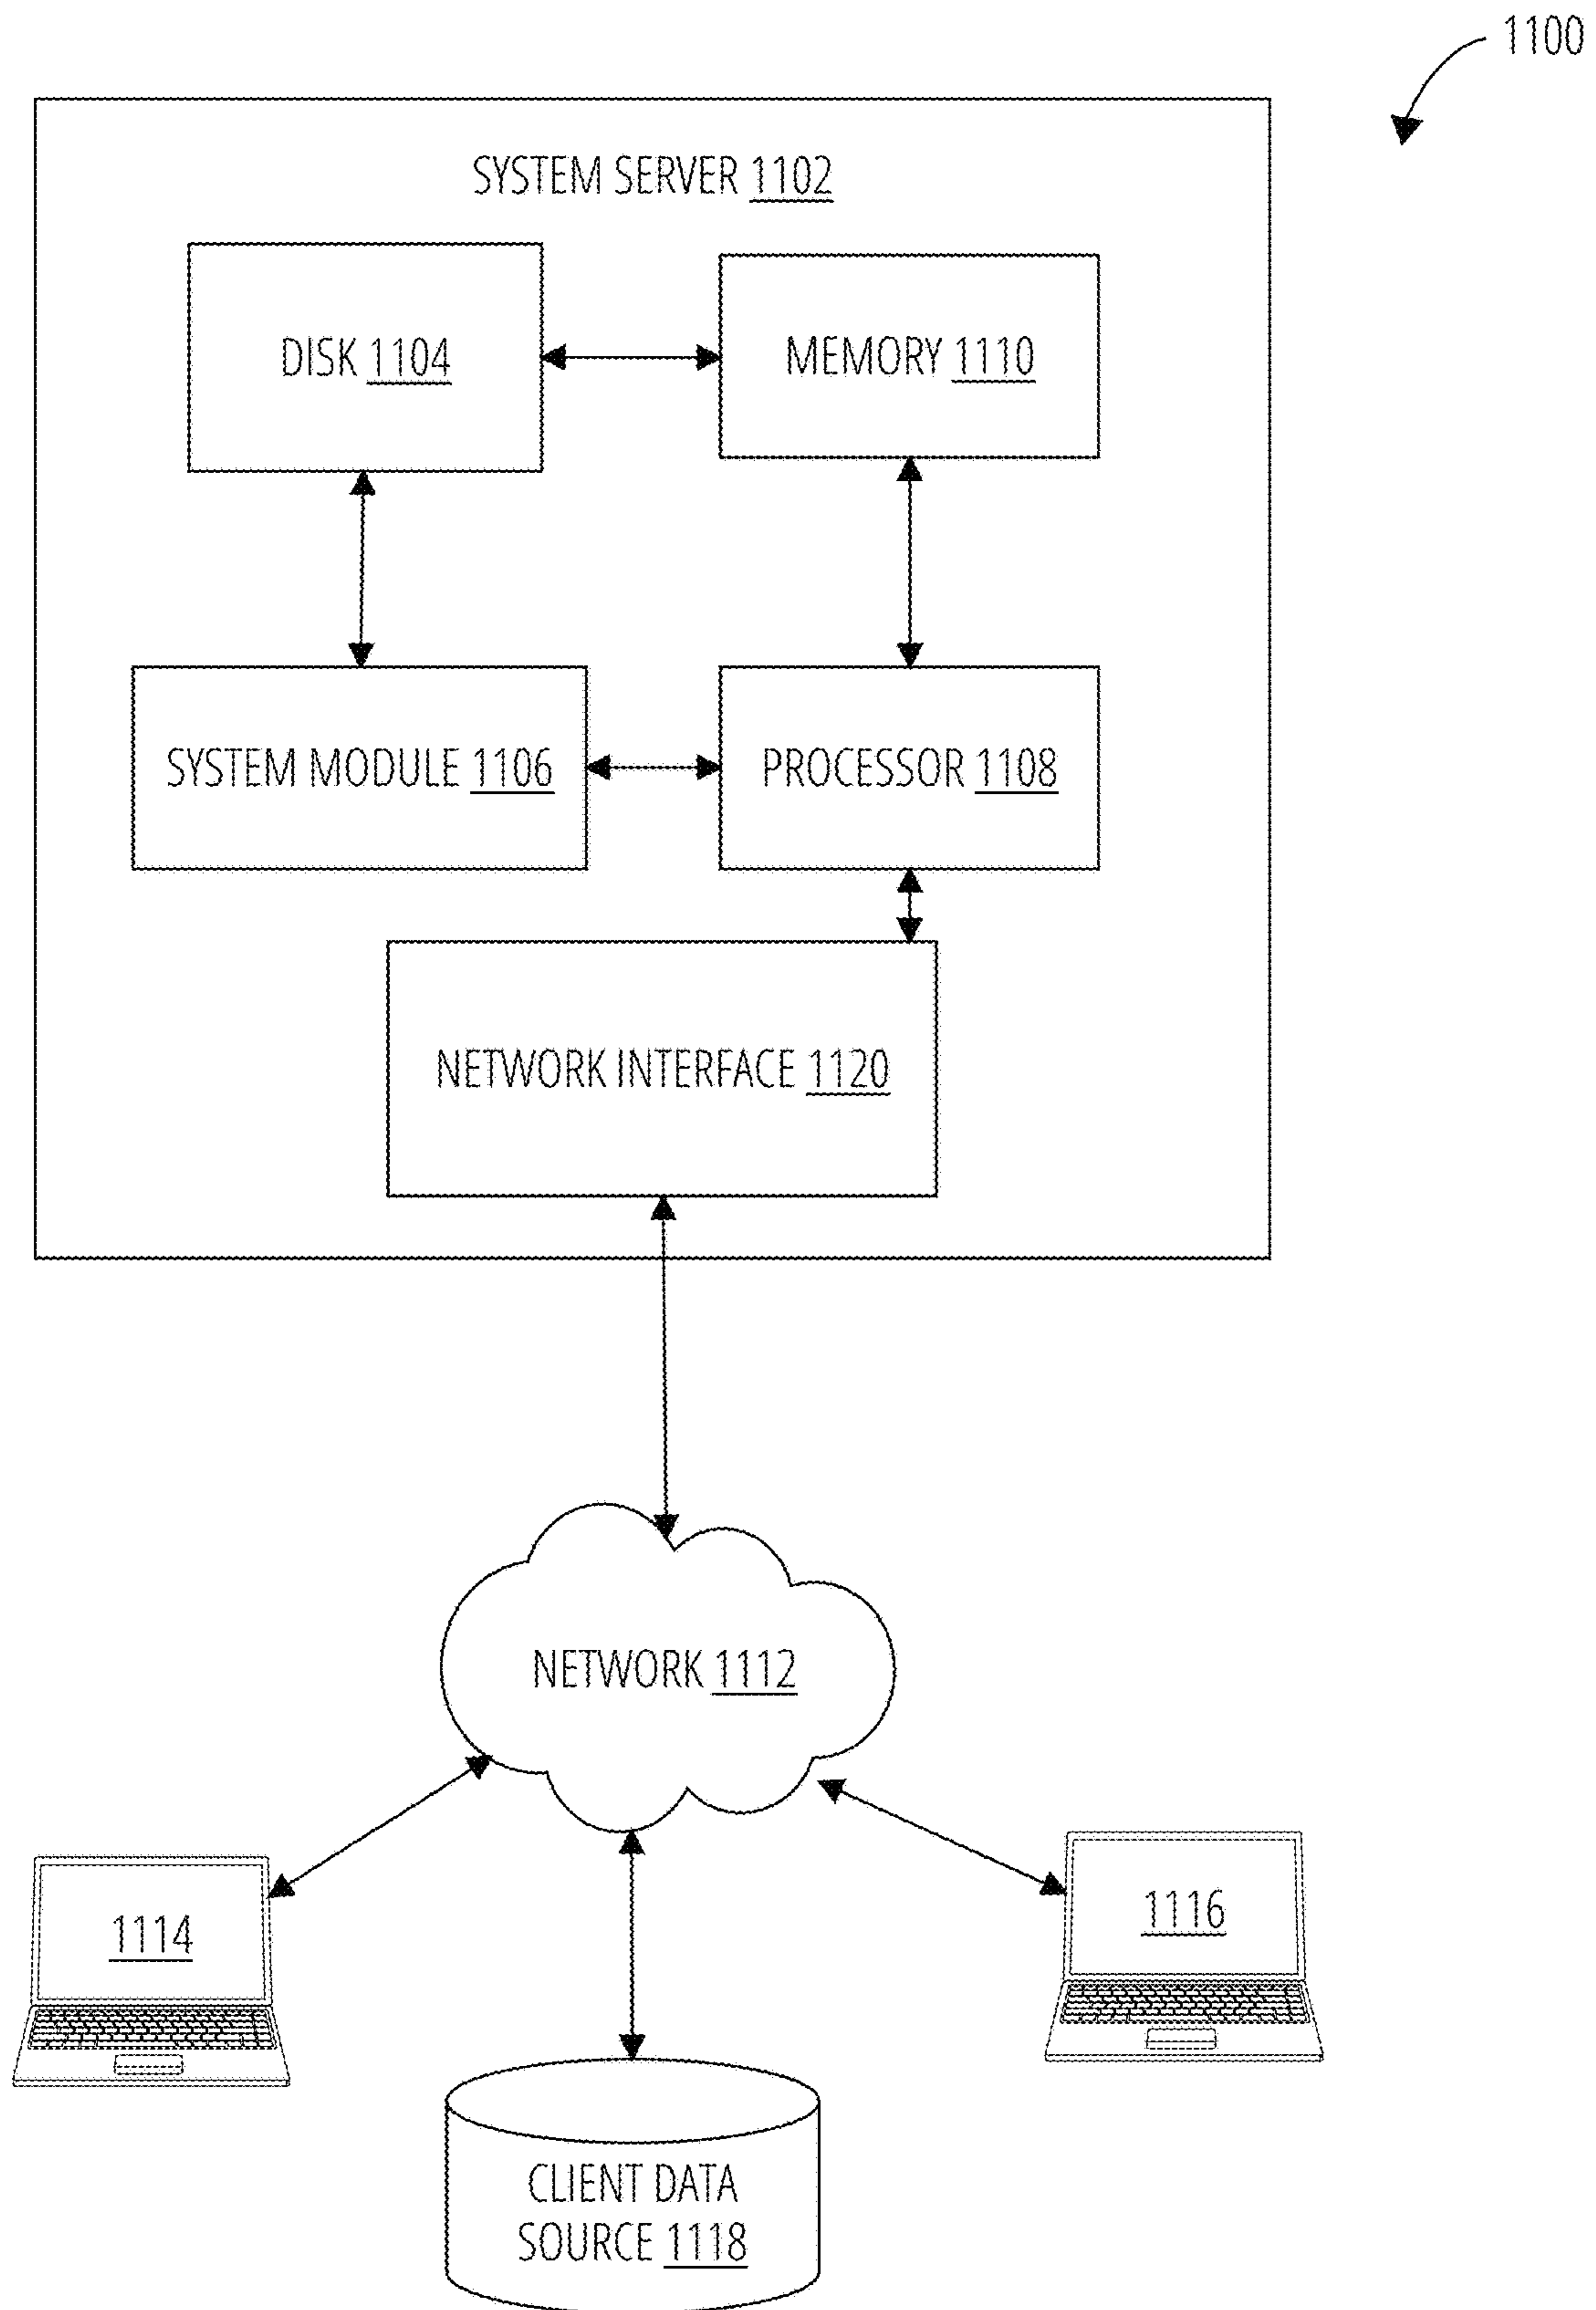 1100
SYSTEM SERVER 1102
DISK 1104
MEMORY 1110
SYSTEM MODULE 1106
PROCESSOR 1108
NETWORK INTERFACE 1120
NETWORK 1112
1114
1116
CLIENT DATA
SOURCE 1118